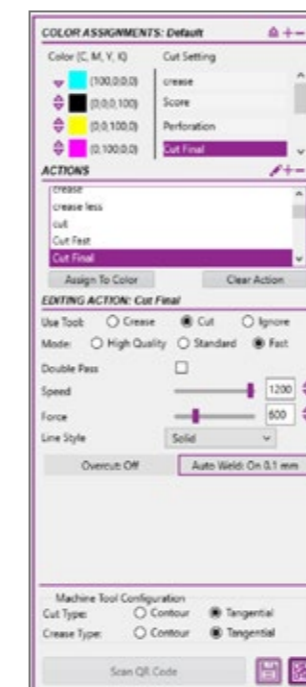 COLOR ASSIGNMENTS: Default
Color (C, M, Y, K) Cut Setting
(100,0,0,0) crease
(0,0,0,100) Score
(0,0,100,0) Perforation
(0,100,0,0) Cut Final
ACTIONS
crease
crease less
cut
Cut Fast
Cut Final
Assign To Color Clear Action
EDITING ACTION: Cut Final
Use Tool: Crease Cut Ignore
Mode: High Quality Standard Fast
Double Pass
Speed 1200
Force 600
Line Style Solid
Overcut: Off Auto Weld: On 0.1 mm
Machine Tool Configuration
Cut Type: Contour Tangential
Crease Type: Contour Tangential
Scan QR Code